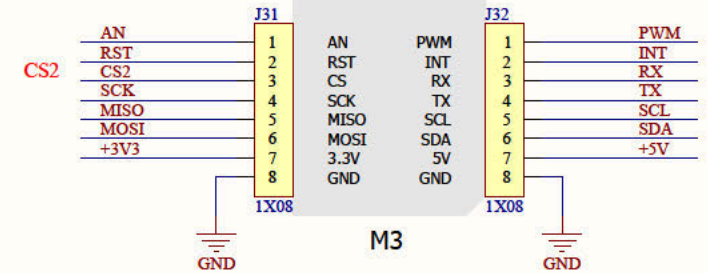 J31 J32
AN 1 AN PWM 1 PWM
RST 2 RST INT 2 INT
CS2 CS2 3 CS RX 3 RX
SCK 4 SCK TX 4 TX
MISO 5 MISO SCL 5 SCL
MOSI 6 MOSI SDA 6 SDA
+3V3 7 3.3V 5V 7 +5V
8 GND GND 8
1X08 1X08
M3
GND GND